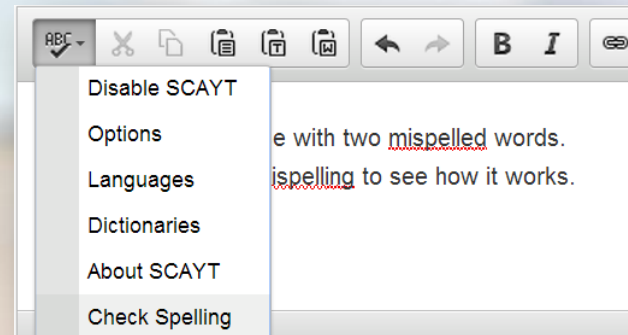 ABC
B I
Disable SCAYT
Options
e with two mispelled words.
Languages
ispelling to see how it works.
Dictionaries
About SCAYT
Check Spelling